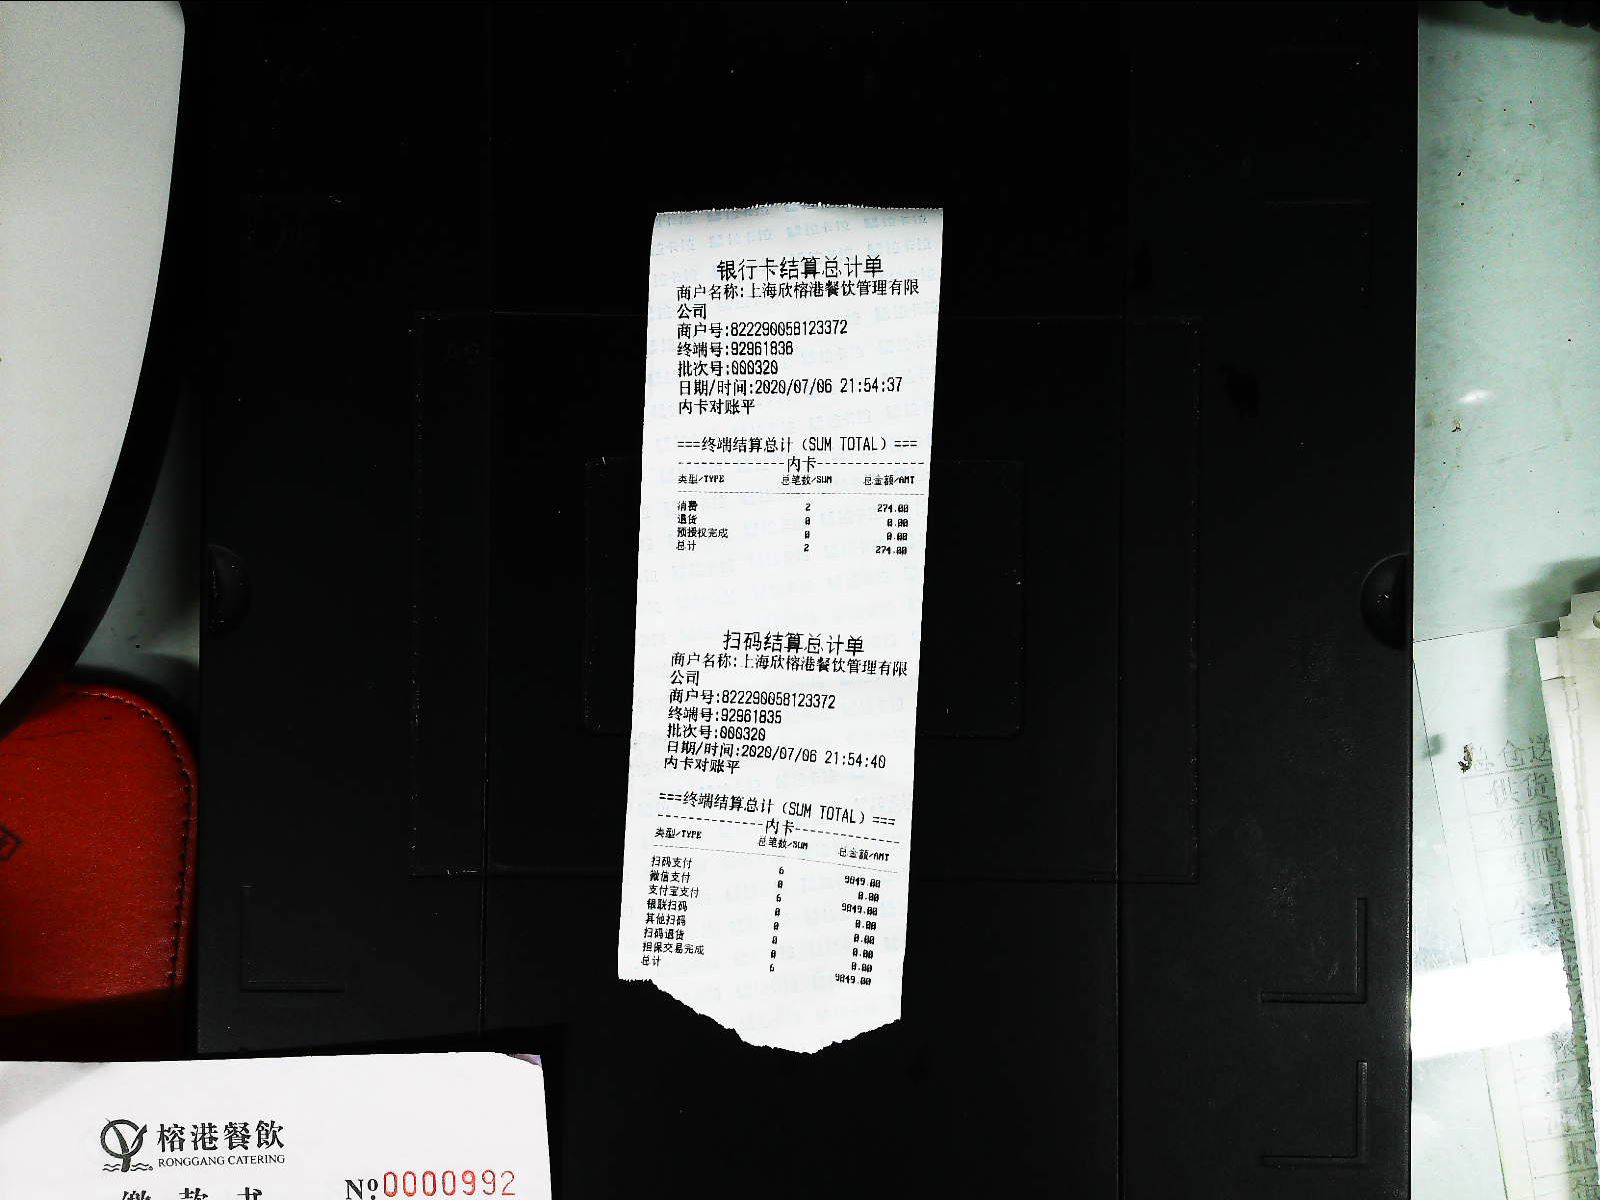 银行卡结算总计单
商户名称:上海欣榕港餐饮管理有限
公司
商户号:822290058123372
终端号:92961836
批次号:000320
日期/时间:2020/07/06 21:54:37
内卡对账平
===终端结算总计(SUM TOTAL)===
内卡
类型/TYPE 总笔数/SUM 总金额/AMT
消费 2 274.00
退货 0 0.00
预授权完成 0 0.00
总计 2 274.00
扫码结算总计单
商户名称:上海欣榕港餐饮管理有限
公司
商户号:822290058123372
终端号:92961835
批次号:000320
日期/时间:2020/07/06 21:54:40
内卡对账平
===终端结算总计(SUM TOTAL)===
内卡
类型/TYPE 总笔数/SUM 总金额/AMT
扫码支付 6 9849.00
微信支付 0 0.00
支付宝支付 6 9849.00
银联扫码 0 0.00
其他扫码 0 0.00
扫码退货 0 0.00
担保交易完成 0 0.00
总计 6 9849.00
榕港餐飲
RONGGANG CATERING
缴款书
Nº0000992